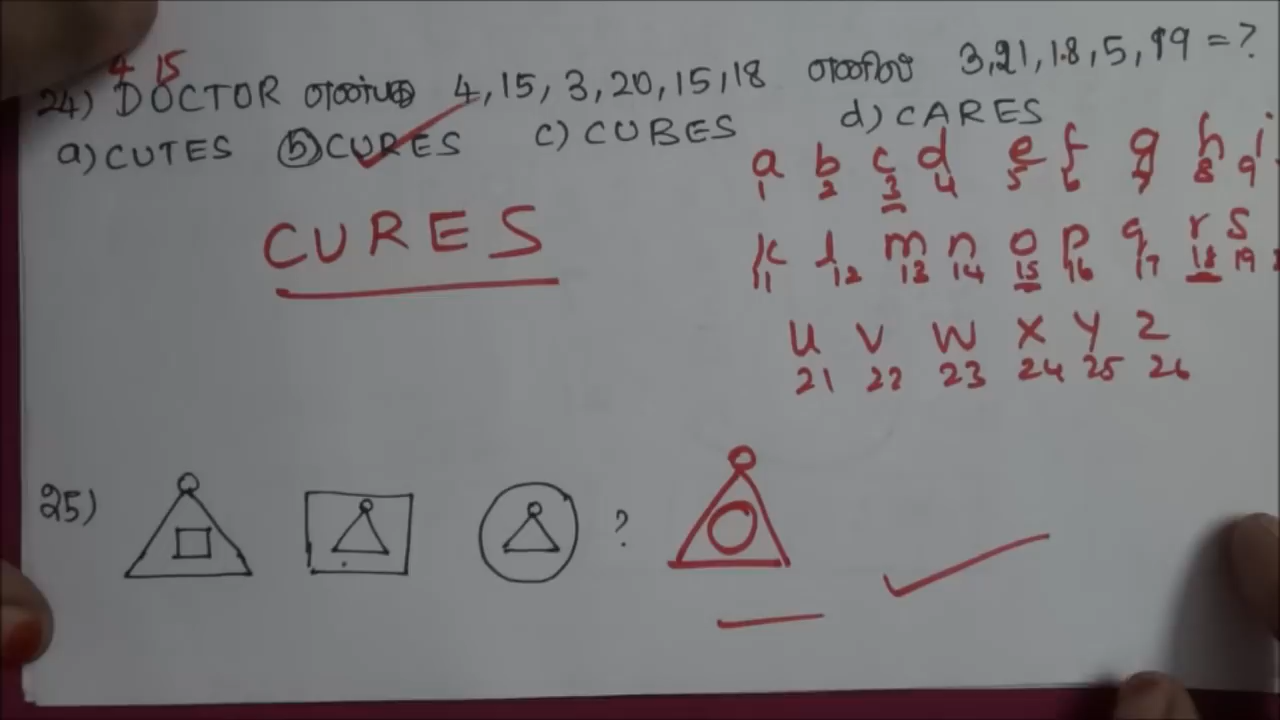 4 15
24) DOCTOR என்பது 4, 15, 3, 20, 15, 18 எனில் 3, 21, 18, 5, 19 = ?
a) CUTES b) CURES c) CUBES d) CARES
a b c d e f g h i
1 2 3 4 5 6 7 8 9
CURES
k l m n o p q r s
11 12 13 14 15 16 17 18 19
u v w x y z
21 22 23 24 25 26
25) ?